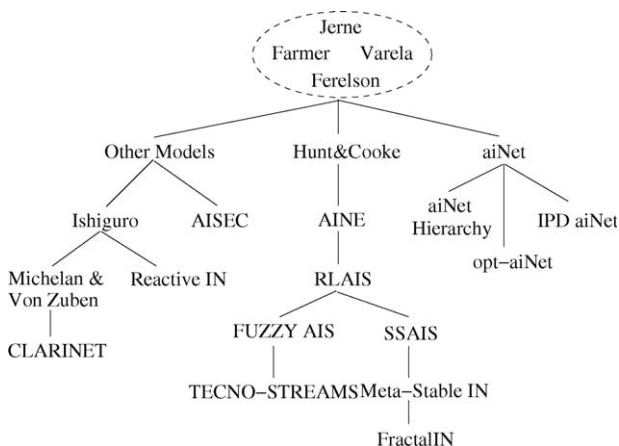 Jerne
Farmer Varela
Ferelson
Other Models Hunt&Cooke aiNet
Ishiguro AISEC AINE aiNet
Hierarchy IPD aiNet
opt-aiNet
Michelan &
Von Zuben Reactive IN RLAIS
CLARINET FUZZY AIS SSAIS
TECNO-STREAMS Meta-Stable IN
FractalIN